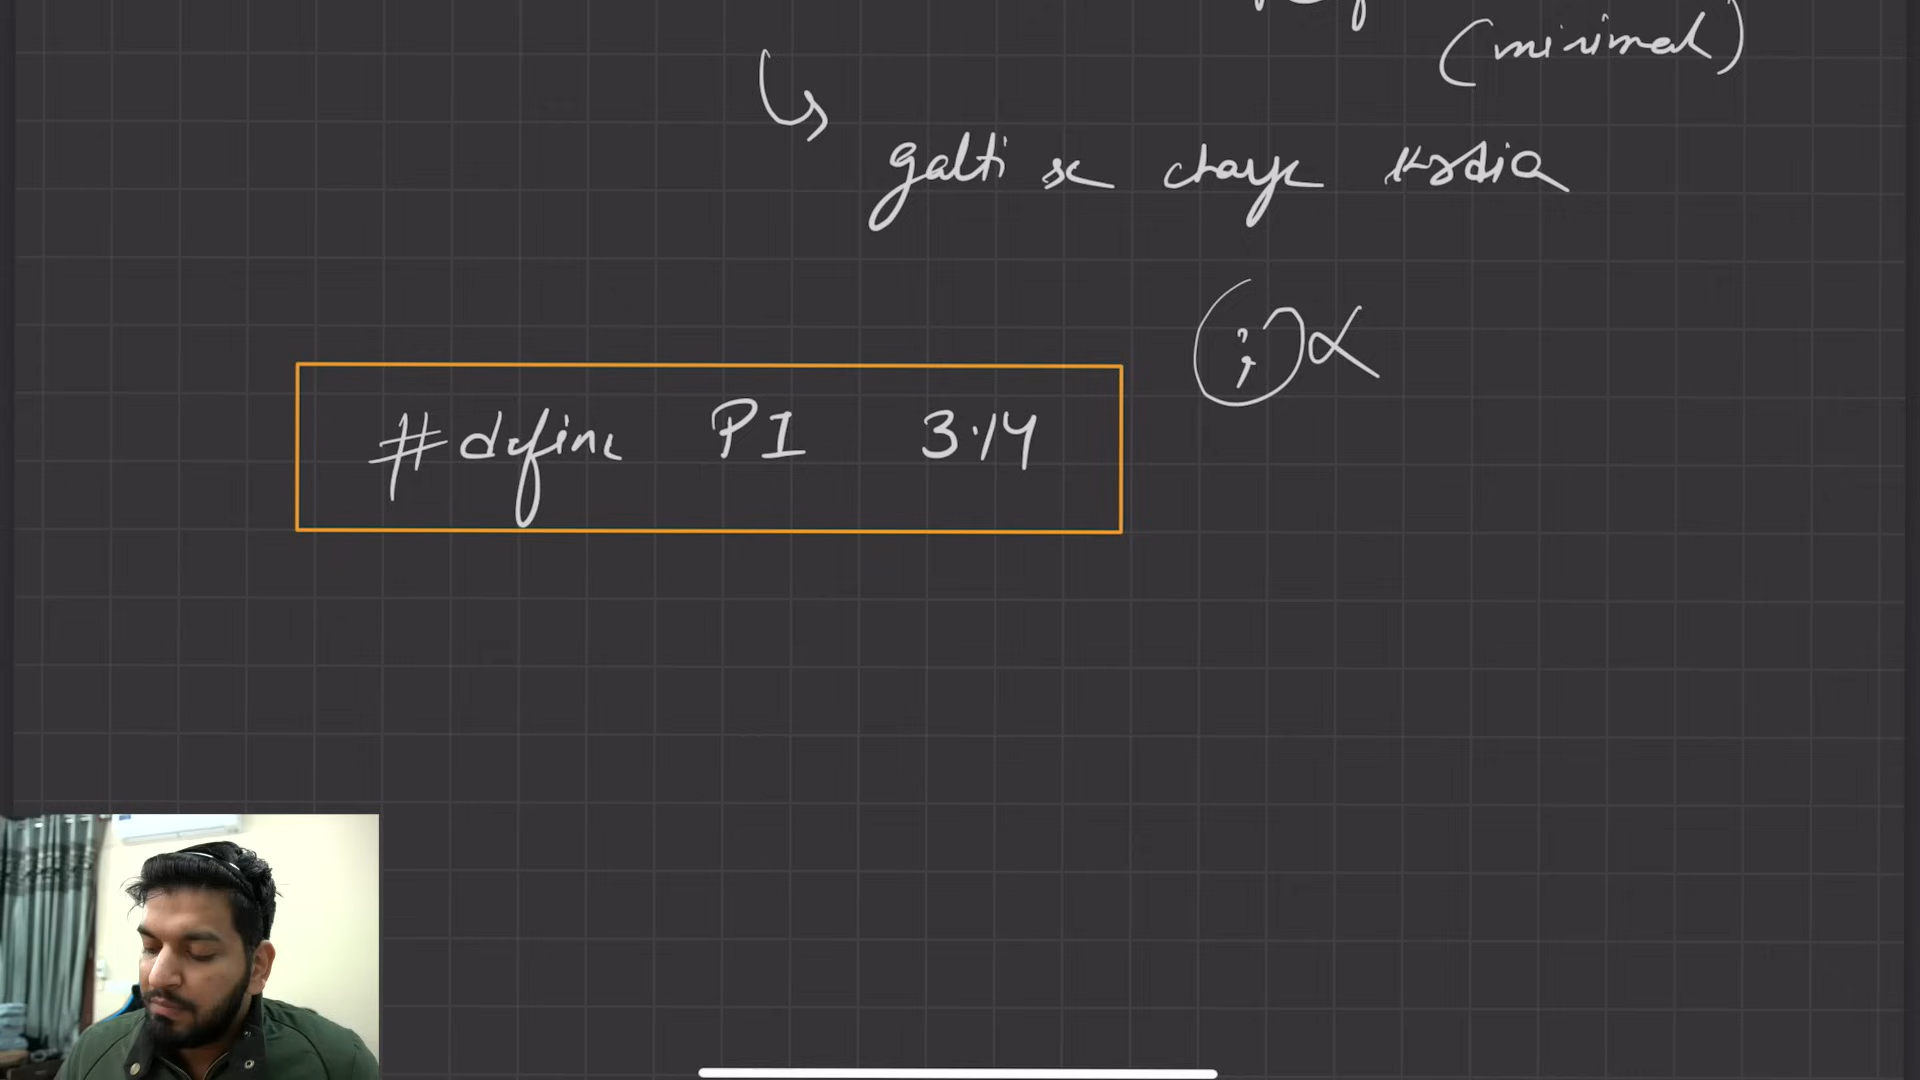 (minimal)
galti se change krdia
; X
#define PI 3.14